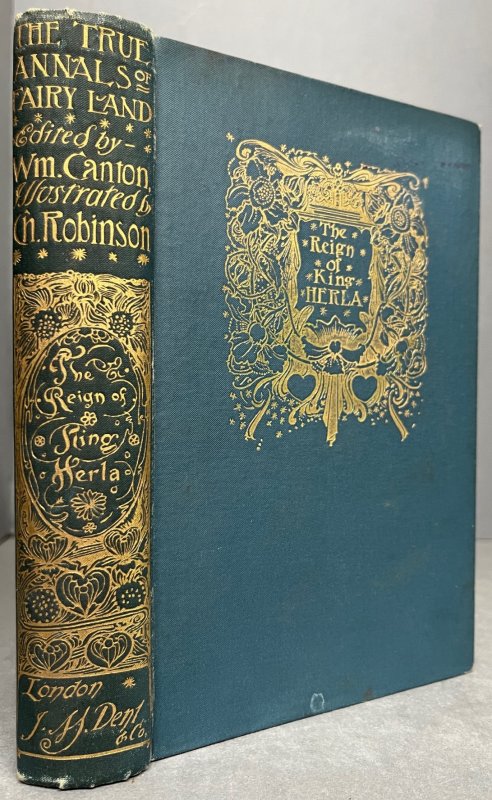 THE TRUE
ANNALS OF
FAIRY LAND
Edited by
Wm. Canton,
Illustrated by
Ch. Robinson
The
Reign of
King
Herla
London
J. M. Dent
& Co.
The
Reign
of
King
HERLA